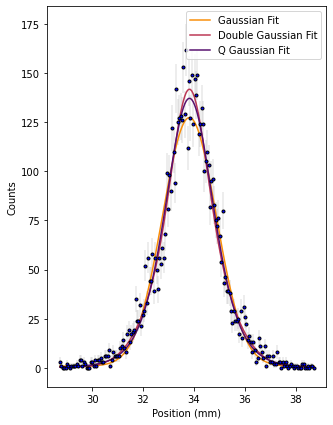 Gaussian Fit
Double Gaussian Fit
Q Gaussian Fit
175
150
125
100
75
50
25
0
Counts
30
32
34
36
38
Position (mm)